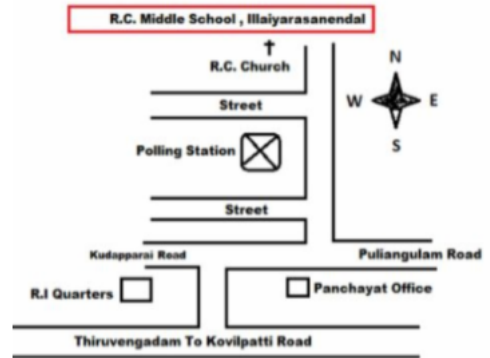 R.C. Middle School , Illaiyarasanendal
R.C. Church
N
W E
S
Street
Polling Station
Street
Kudapparai Road
Puliangulam Road
R.I Quarters
Panchayat Office
Thiruvengadam To Kovilpatti Road